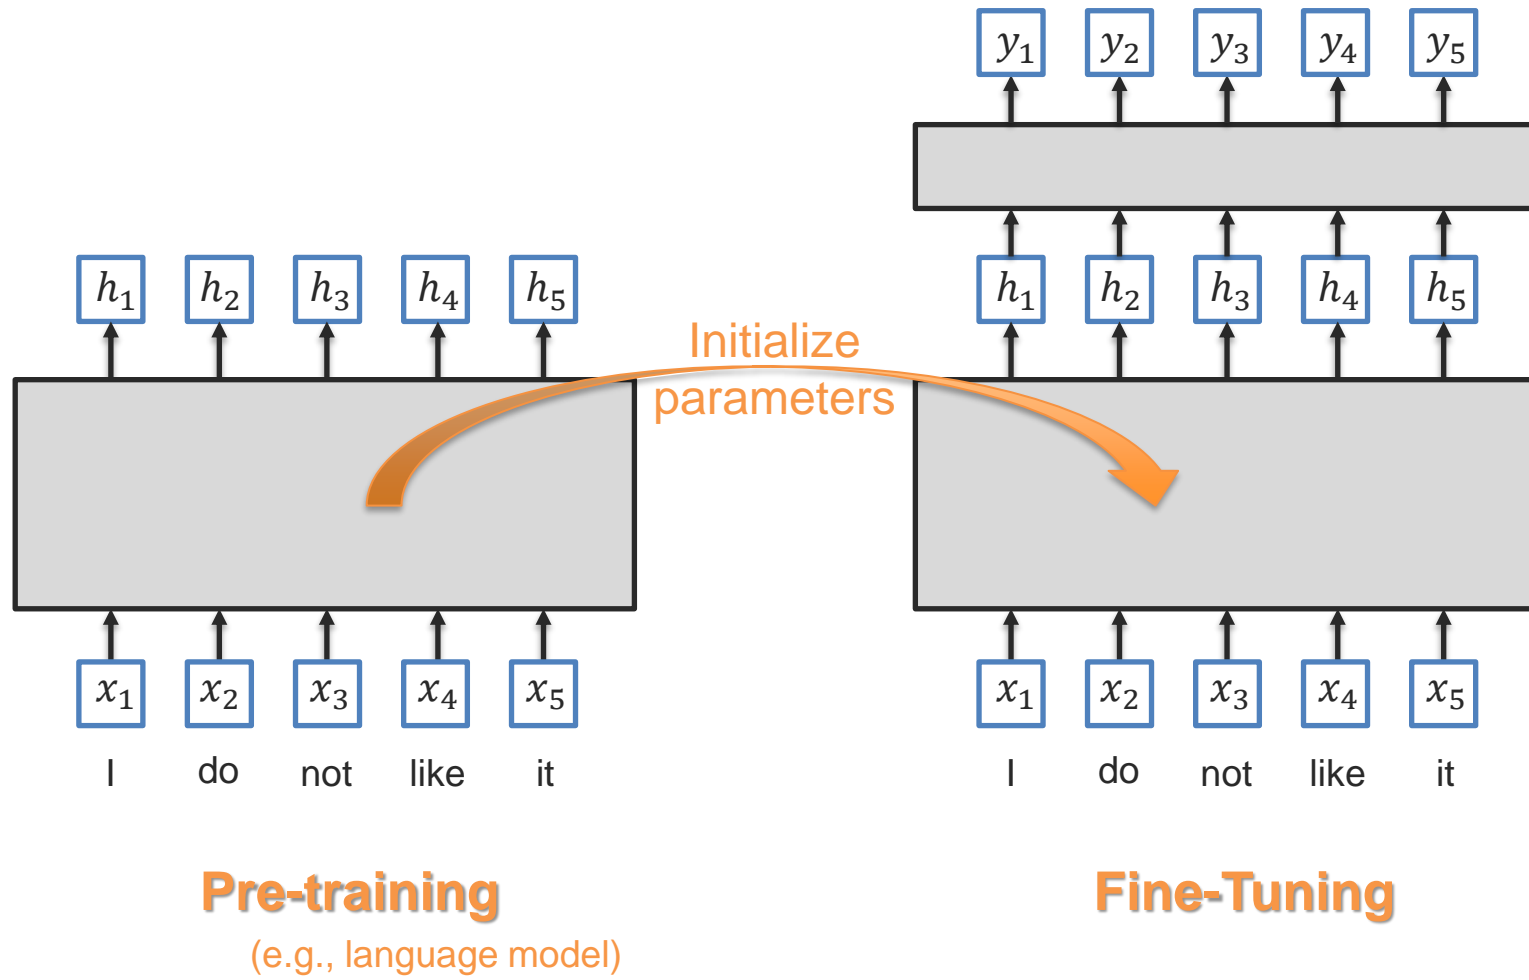 y₁ y₂ y₃ y₄ y₅
h₁ h₂ h₃ h₄ h₅
h₁ h₂ h₃ h₄ h₅
Initialize
parameters
x₁ x₂ x₃ x₄ x₅
x₁ x₂ x₃ x₄ x₅
I do not like it
I do not like it
Pre-training
Fine-Tuning
(e.g., language model)